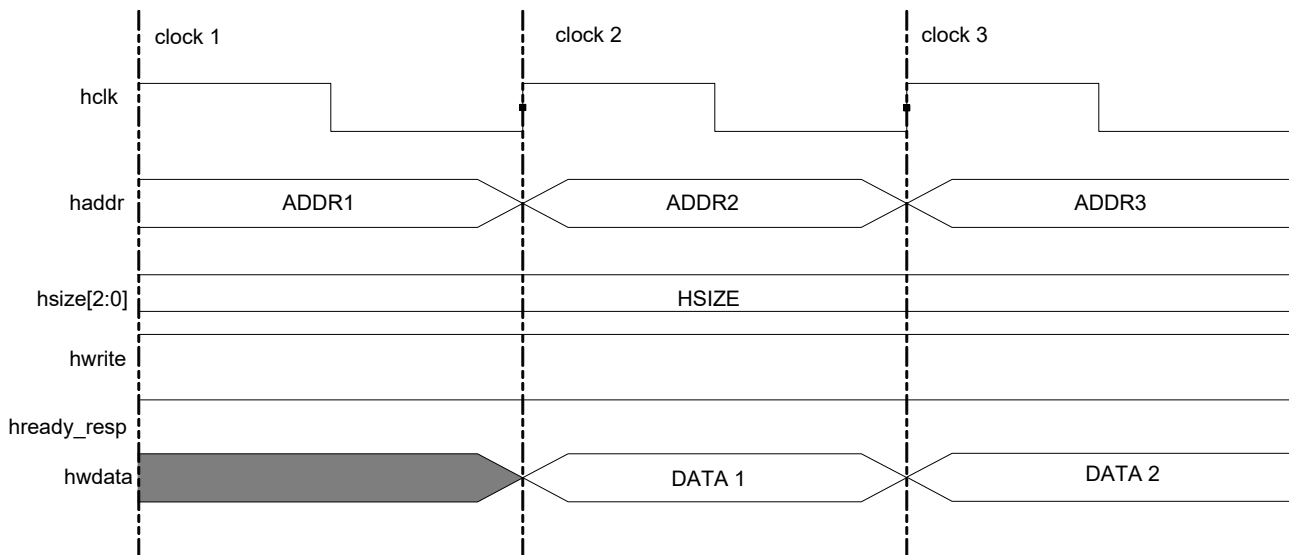 clock 1 clock 2 clock 3
hclk
haddr ADDR1 ADDR2 ADDR3
hsize[2:0] HSIZE
hwrite
hready_resp
hwdata DATA 1 DATA 2